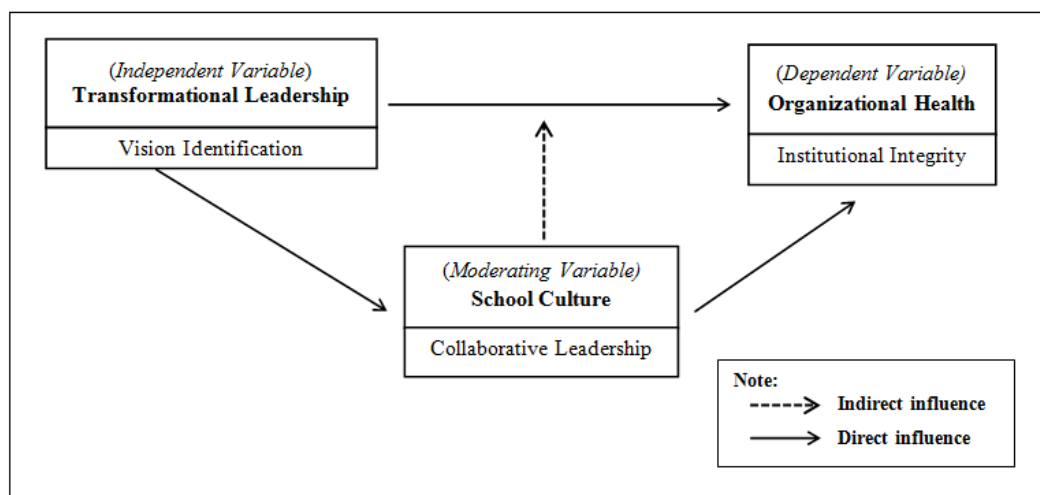 (Independent Variable)
Transformational Leadership
Vision Identification
(Dependent Variable)
Organizational Health
Institutional Integrity
(Moderating Variable)
School Culture
Collaborative Leadership
Note:
Indirect influence
Direct influence